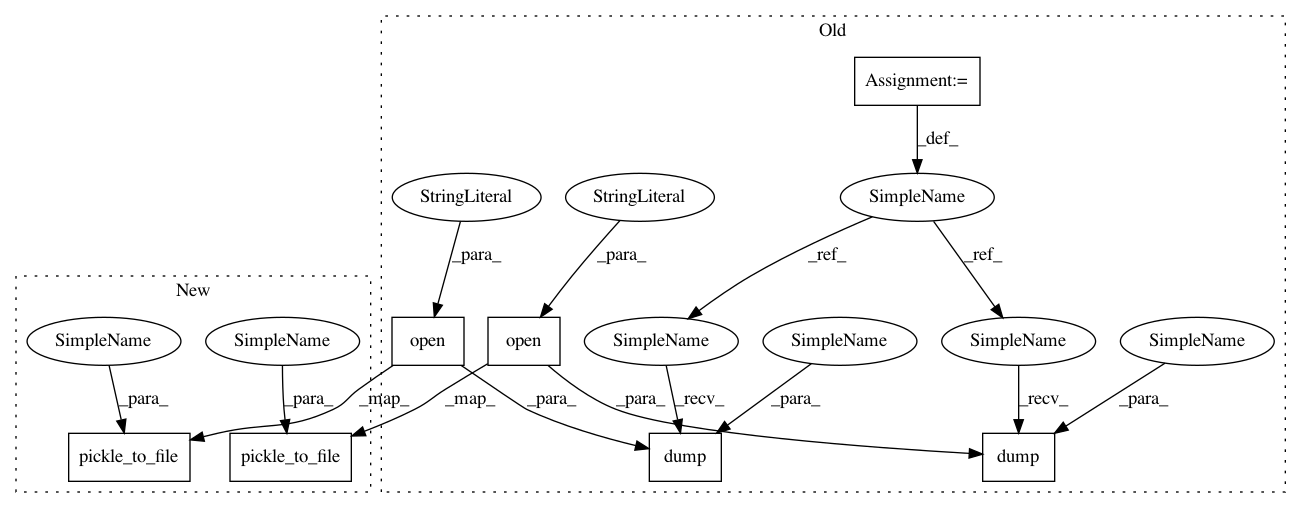 Old
Assignment:=
_def_
StringLiteral
StringLiteral
SimpleName
_para_
_para_
_ref_
_ref_
New
SimpleName
SimpleName
open
open
SimpleName
SimpleName
SimpleName
SimpleName
_para_
_para_
_map_
_map_
_para_
_para_
_recv_
_para_
_recv_
_para_
pickle_to_file
pickle_to_file
dump
dump